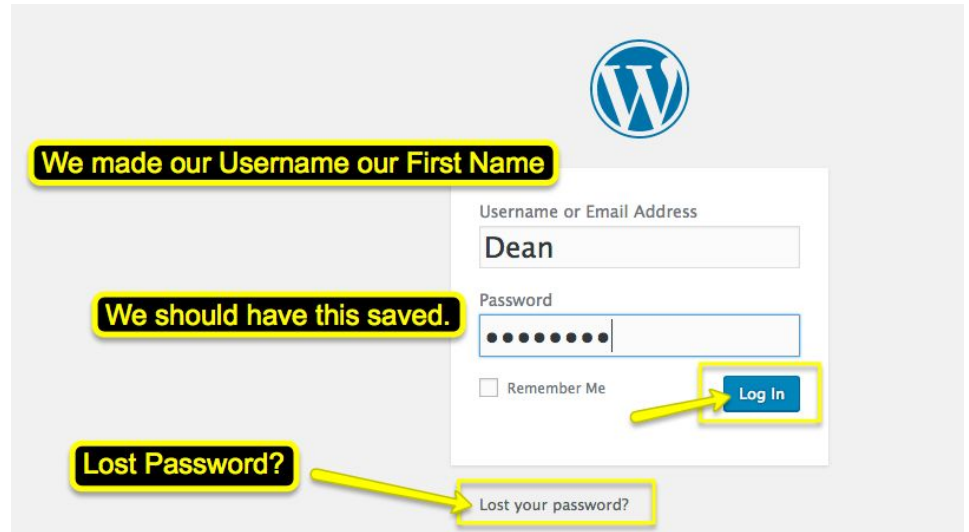 We made our Username our First Name
Username or Email Address
Dean
We should have this saved.
Password
••••••••
Remember Me
Log In
Lost Password?
Lost your password?